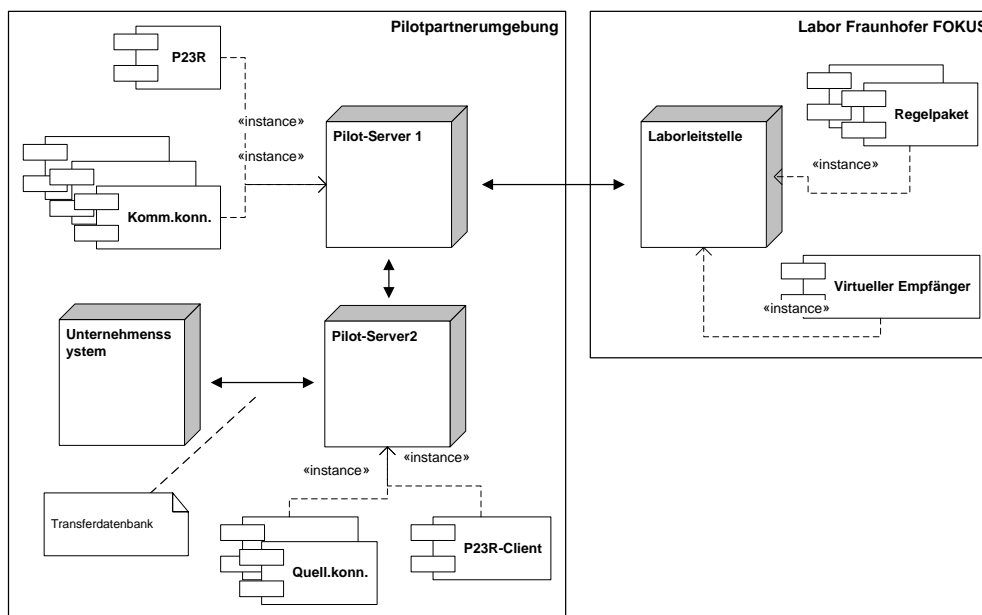 Pilotpartnerumgebung
P23R
«instance»
«instance»
Komm.konn.
Pilot-Server 1
Unternehmenss
ystem
Pilot-Server2
«instance»
«instance»
Transferdatenbank
Quell.konn.
P23R-Client
Labor Fraunhofer FOKUS
Laborleitstelle
Regelpaket
«instance»
Virtueller Empfänger
«instance»